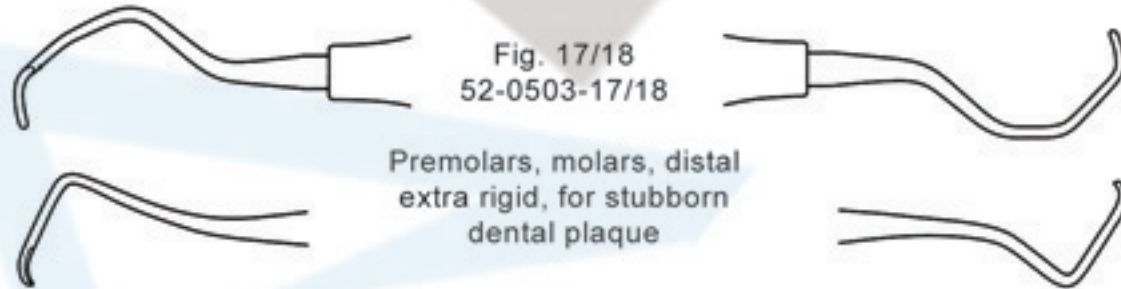 Fig. 17/18
52-0503-17/18
Premolars, molars, distal
extra rigid, for stubborn
dental plaque